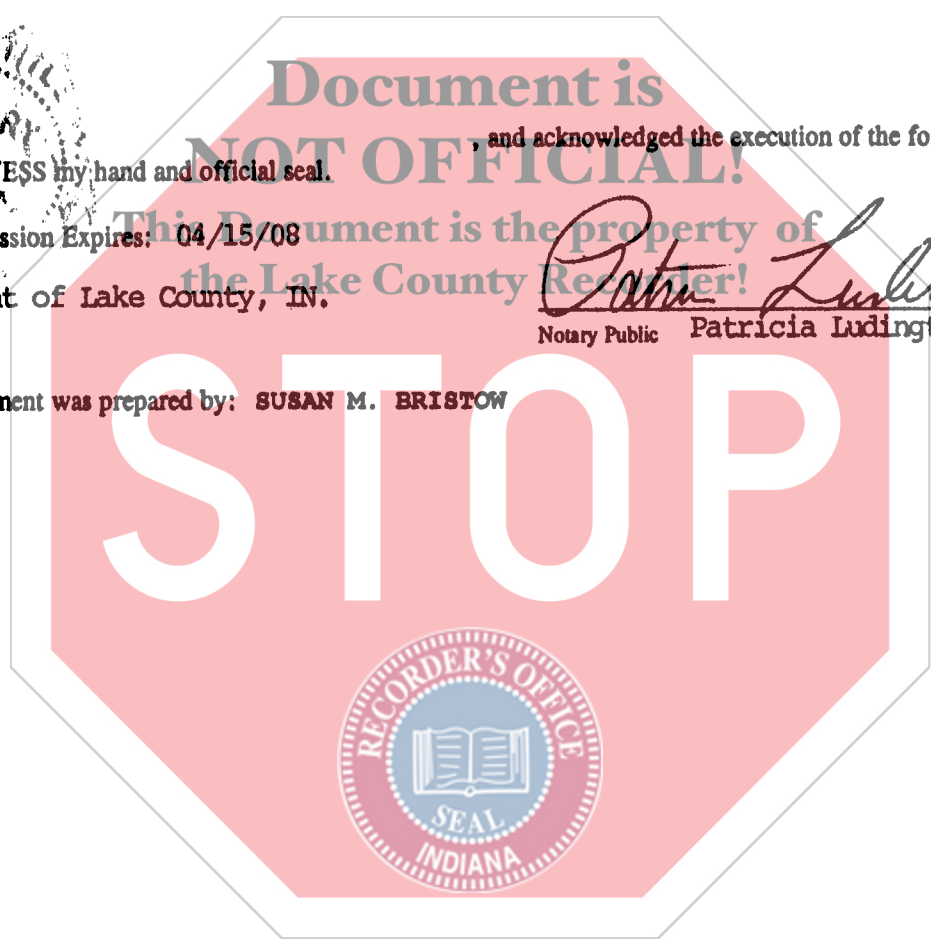 Document is
NOT OFFICIAL!
This Document is the property of
the Lake County Recorder!
, and acknowledged the execution of the fo
ESS my hand and official seal.
ssion Expires: 04/15/08
t of Lake County, IN.
Notary Public Patricia Ludingt
ment was prepared by: SUSAN M. BRISTOW
STOP
RECORDER'S OFFICE
SEAL
INDIANA